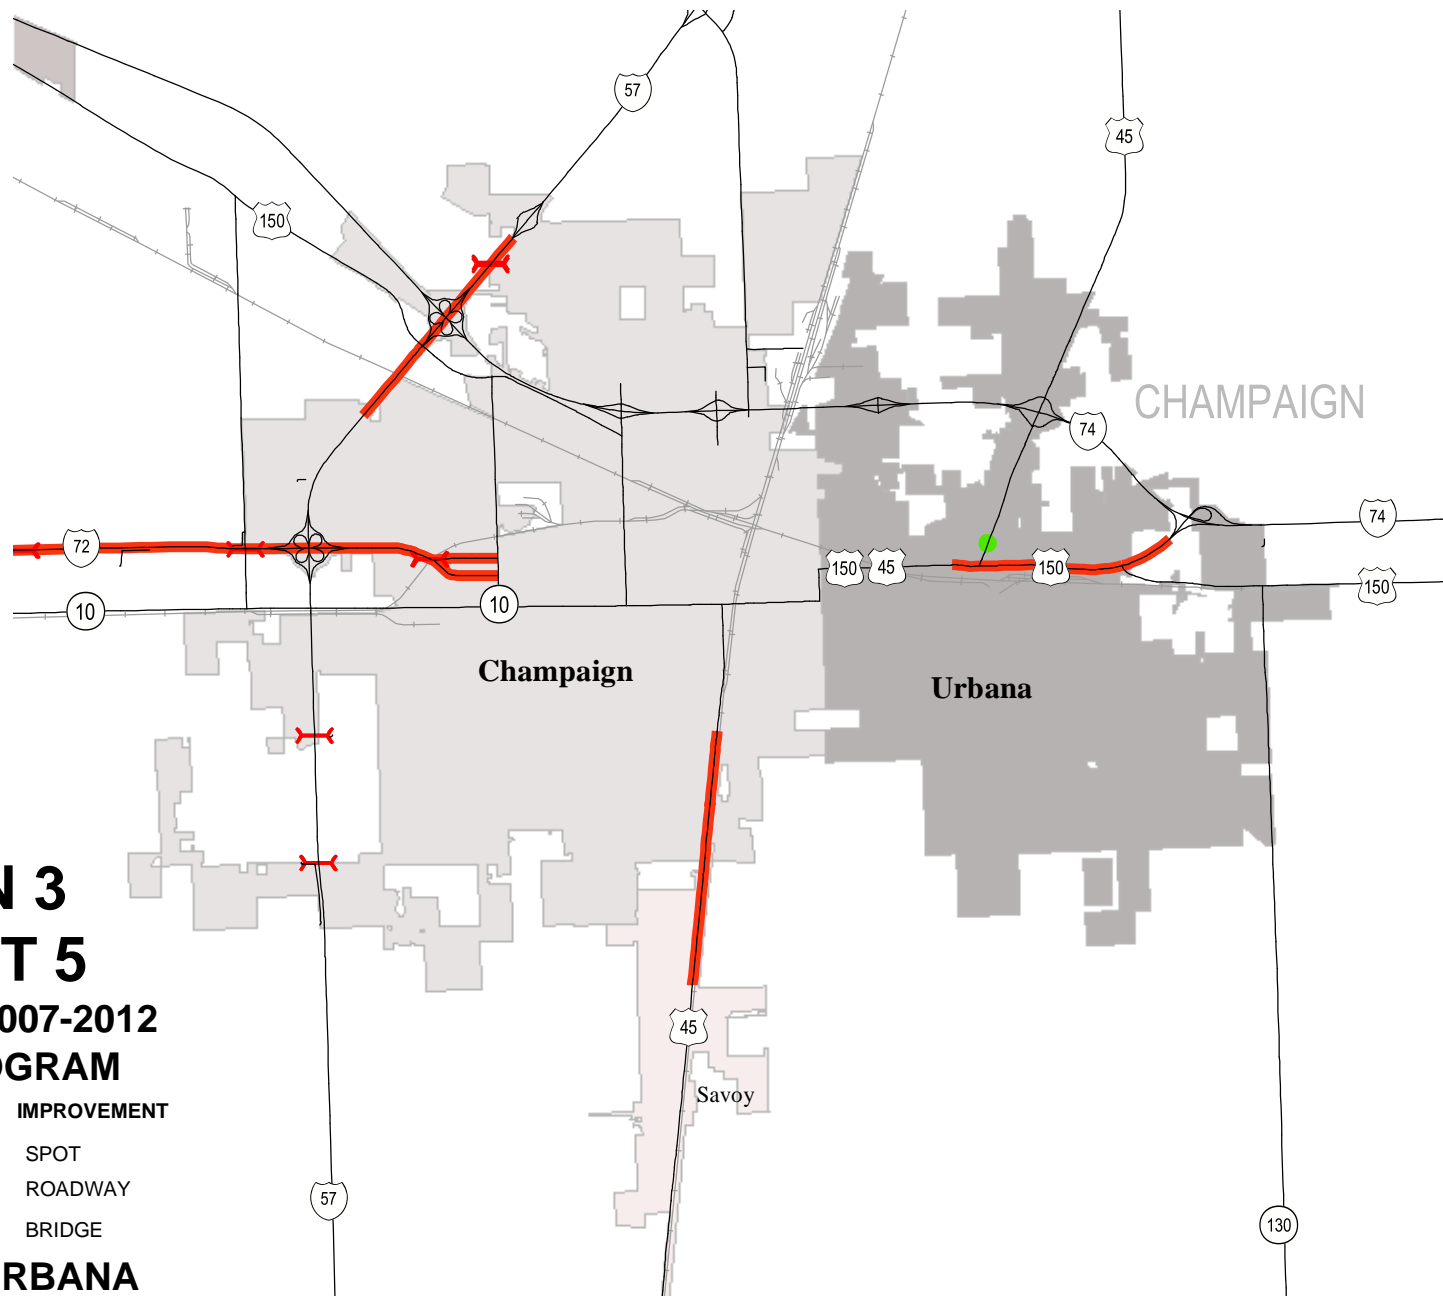 57
45
150
CHAMPAIGN
74
74
72
150
45
150
150
10
10
Champaign
Urbana
N 3
T 5
007-2012
OGRAM
IMPROVEMENT
SPOT
ROADWAY
BRIDGE
RBANA
45
Savoy
57
130